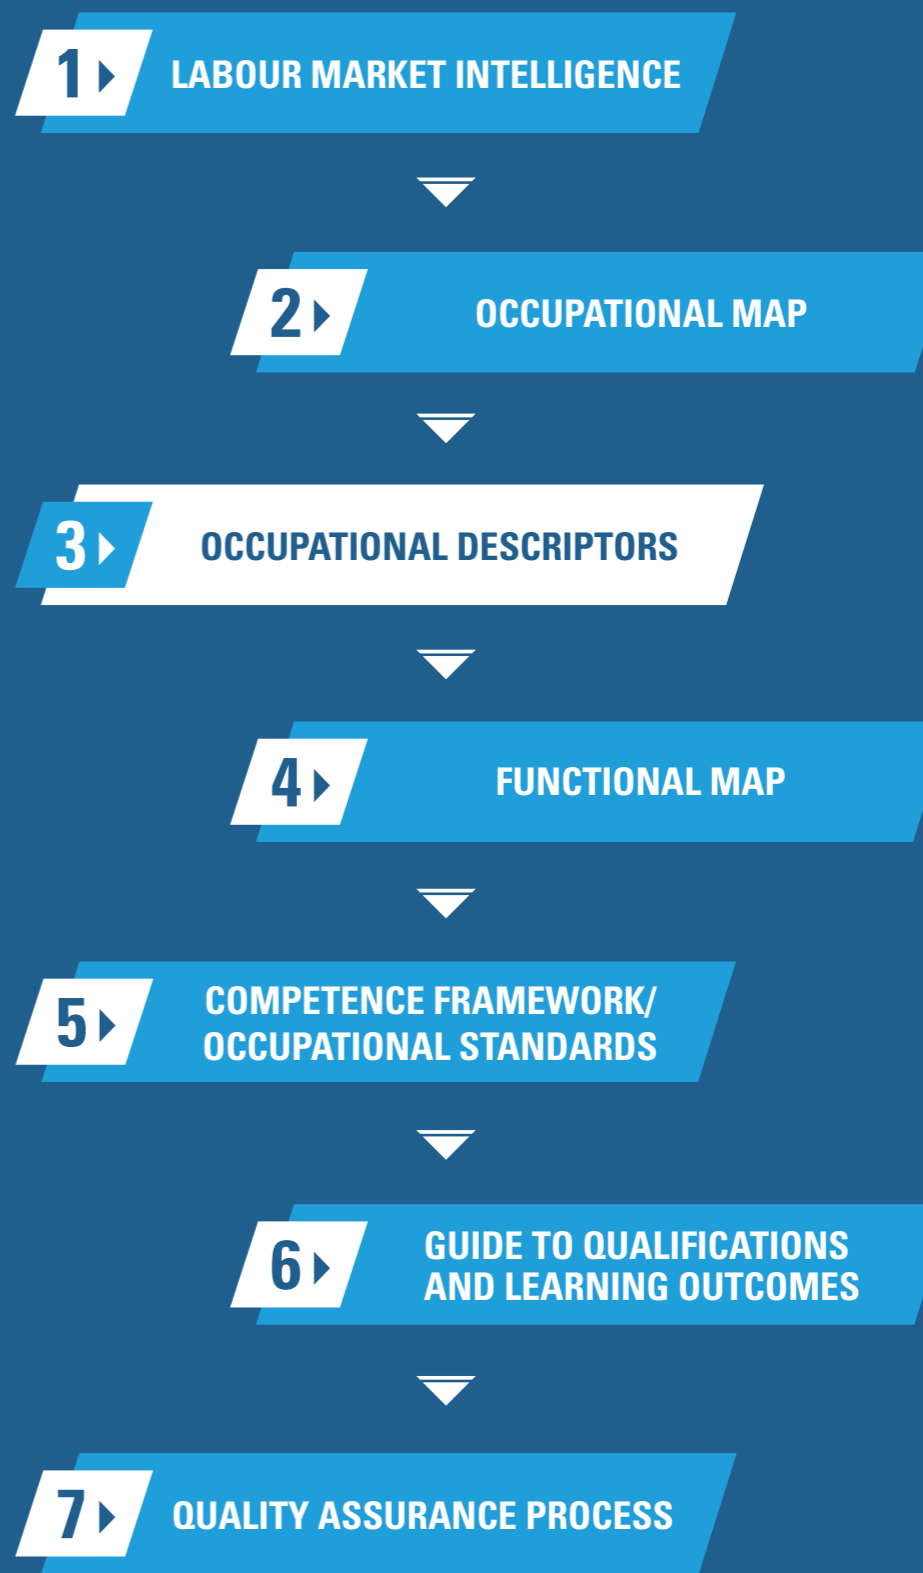 1 LABOUR MARKET INTELLIGENCE
2 OCCUPATIONAL MAP
3 OCCUPATIONAL DESCRIPTORS
4 FUNCTIONAL MAP
5 COMPETENCE FRAMEWORK/
OCCUPATIONAL STANDARDS
6 GUIDE TO QUALIFICATIONS
AND LEARNING OUTCOMES
7 QUALITY ASSURANCE PROCESS